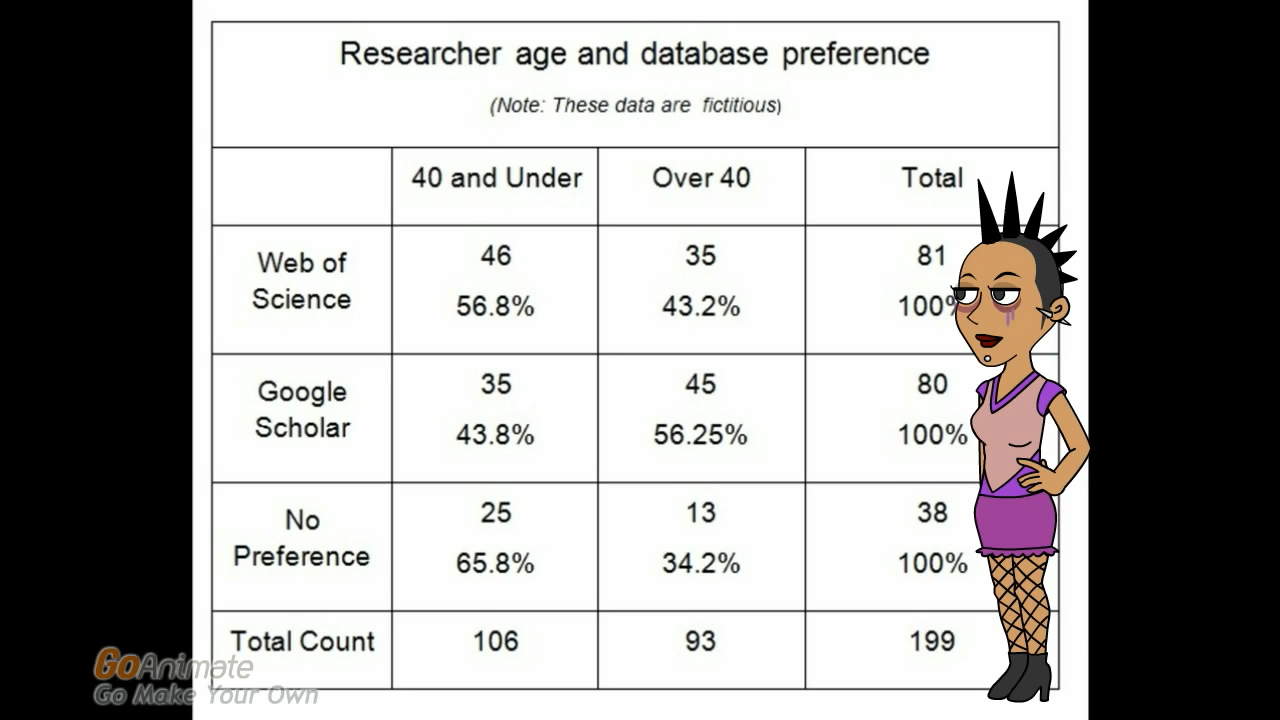 Researcher age and database preference
(Note: These data are fictitious)
40 and Under Over 40 Total
Web of Science 46 35 81
56.8% 43.2% 100%
Google Scholar 35 45 80
43.8% 56.25% 100%
No Preference 25 13 38
65.8% 34.2% 100%
Total Count 106 93 199
GoAnimate
Go Make Your Own